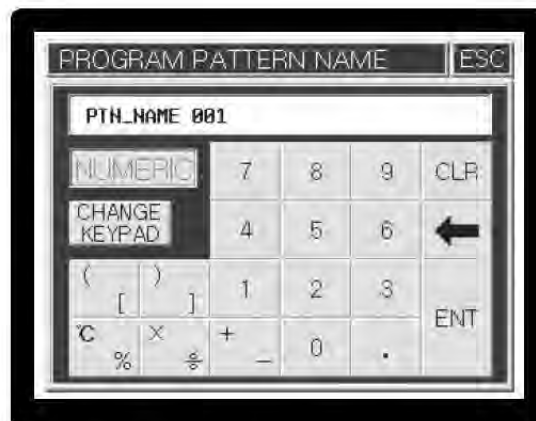 PROGRAM PATTERN NAME ESC
PTN_NAME 001
NUMERIC 7 8 9 CLR
CHANGE
KEYPAD 4 5 6
( [ ) ] 1 2 3
ENT
℃ % × ÷ + − 0 .